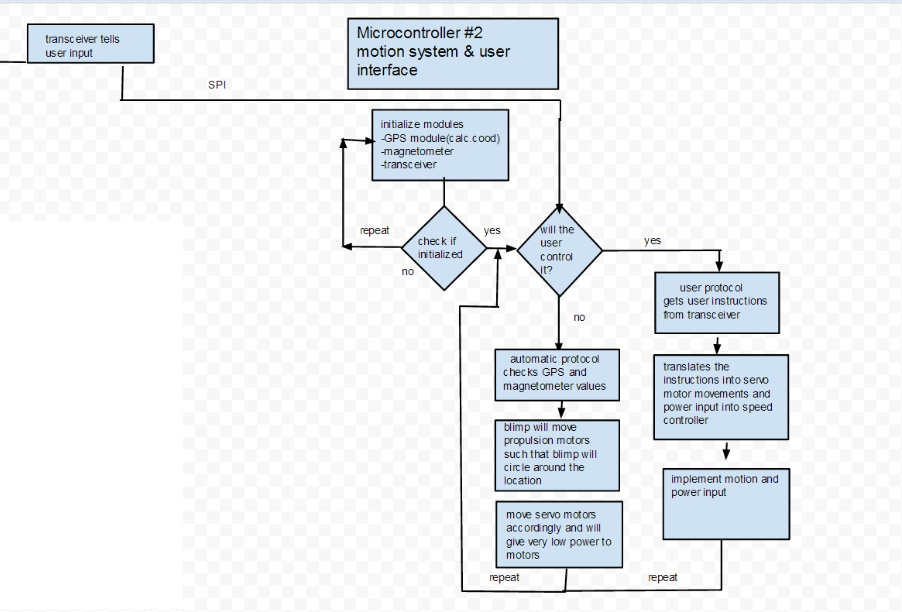 transceiver tells
user input
Microcontroller #2
motion system & user
interface
SPI
initialize modules
-GPS module(calc.cood)
-magnetometer
-transceiver
repeat
yes
check if
initialized
no
will the
user
control
it?
yes
no
user protocol
gets user instructions
from transceiver
automatic protocol
checks GPS and
magnetometer values
translates the
instructions into servo
motor movements and
power input into speed
controller
blimp will move
propulsion motors
such that blimp will
circle around the
location
implement motion and
power input
move servo motors
accordingly and will
give very low power to
motors
repeat
repeat